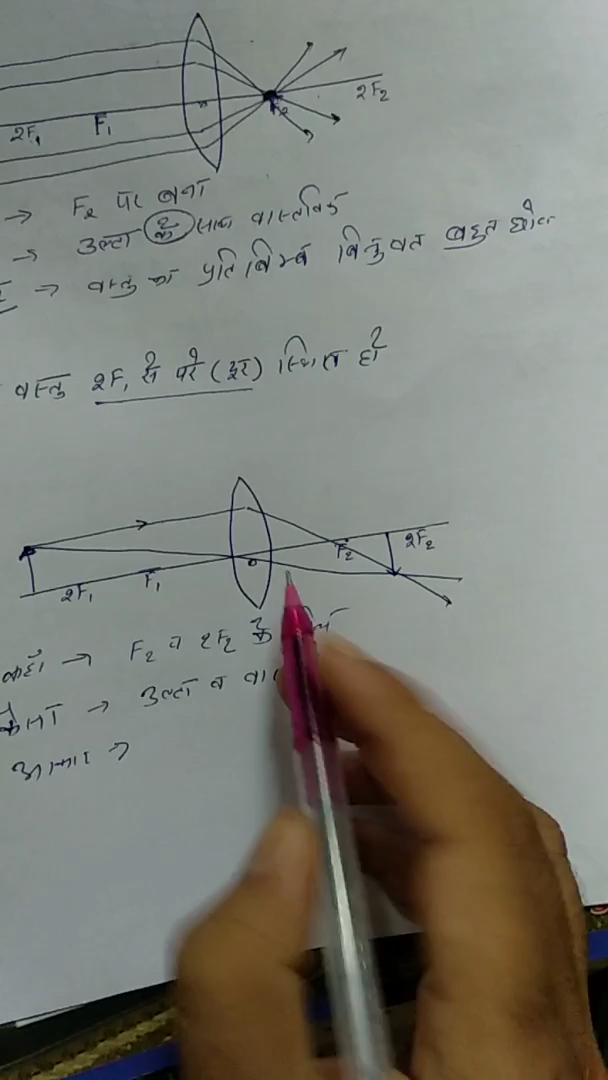 2F₁ F₁ F₂ 2F₂
→ F₂ पर बना
→ उल्टा
→ वस्तु का प्रतिबिम्ब बिन्दुवत बहुत छोटा
वस्तु 2F₁ से परे (दूर) स्थित हो
2F₁ F₁ O F₂ 2F₂
कहाँ → F₂ व 2F₂ के
कैसा → उल्टा व
आकार →